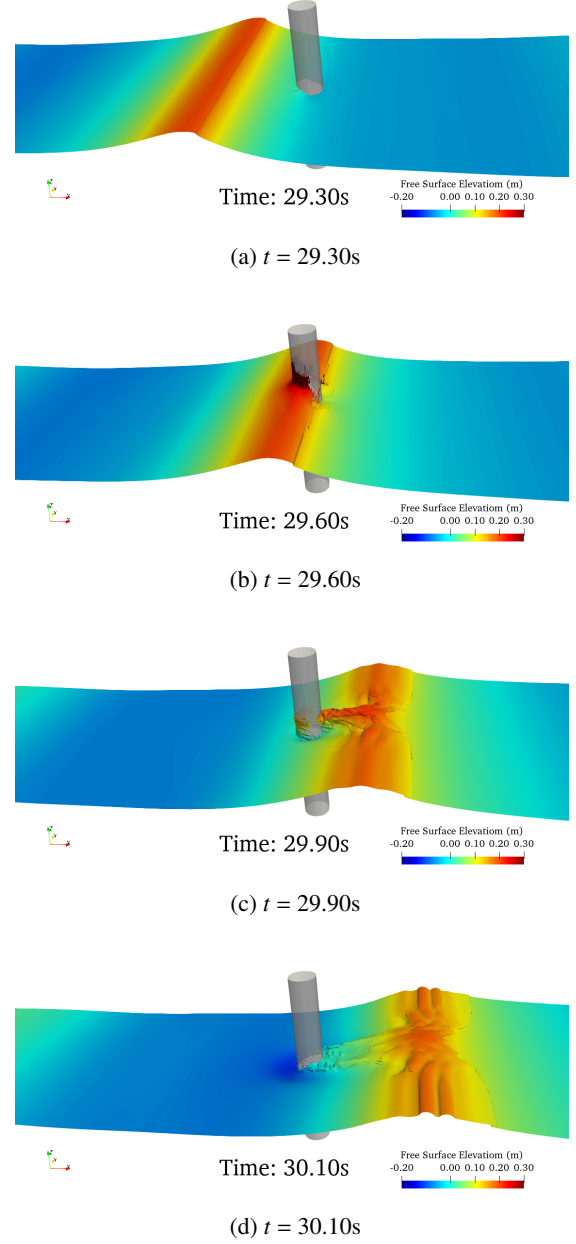 Time: 29.30s
Free Surface Elevatiom (m)
-0.20 0.00 0.10 0.20 0.30
(a) t = 29.30s
Time: 29.60s
Free Surface Elevatiom (m)
-0.20 0.00 0.10 0.20 0.30
(b) t = 29.60s
Time: 29.90s
Free Surface Elevatiom (m)
-0.20 0.00 0.10 0.20 0.30
(c) t = 29.90s
Time: 30.10s
Free Surface Elevatiom (m)
-0.20 0.00 0.10 0.20 0.30
(d) t = 30.10s